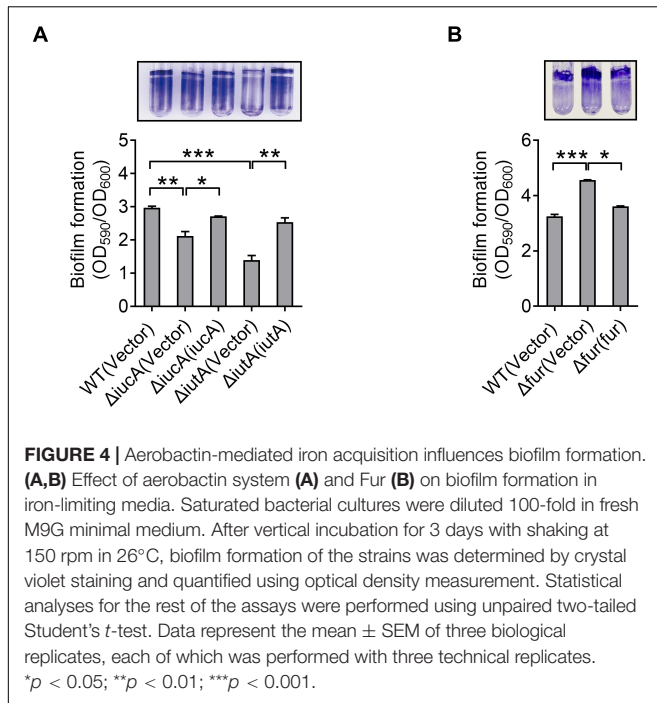 A
B
5
4
3
2
1
0
Biofilm formation
(OD590/OD600)
***
**
**
*
WT(Vector)
ΔiucA(Vector)
ΔiucA(iucA)
ΔiutA(Vector)
ΔiutA(iutA)
6
4
2
0
Biofilm formation
(OD590/OD600)
***
*
WT(Vector)
Δfur(Vector)
Δfur(fur)
FIGURE 4 | Aerobactin-mediated iron acquisition influences biofilm formation.
(A,B) Effect of aerobactin system (A) and Fur (B) on biofilm formation in
iron-limiting media. Saturated bacterial cultures were diluted 100-fold in fresh
M9G minimal medium. After vertical incubation for 3 days with shaking at
150 rpm in 26°C, biofilm formation of the strains was determined by crystal
violet staining and quantified using optical density measurement. Statistical
analyses for the rest of the assays were performed using unpaired two-tailed
Student's t-test. Data represent the mean ± SEM of three biological
replicates, each of which was performed with three technical replicates.
*p < 0.05; **p < 0.01; ***p < 0.001.